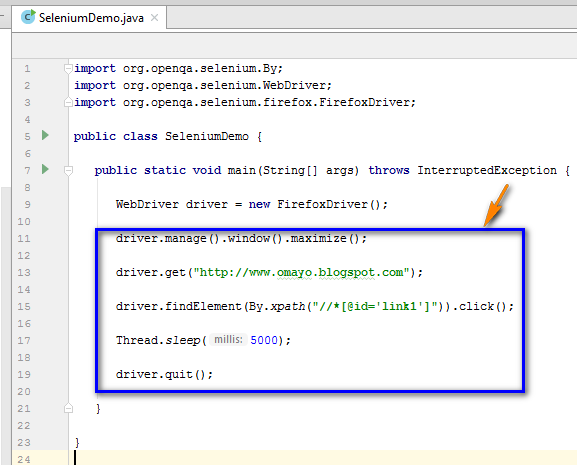 SeleniumDemo.java
1 import org.openqa.selenium.By;
2 import org.openqa.selenium.WebDriver;
3 import org.openqa.selenium.firefox.FirefoxDriver;
4
5 public class SeleniumDemo {
6
7 public static void main(String[] args) throws InterruptedException {
8
9 WebDriver driver = new FirefoxDriver();
10
11 driver.manage().window().maximize();
12
13 driver.get("http://www.omayo.blogspot.com");
14
15 driver.findElement(By.xpath("//*[@id='link1']")).click();
16
17 Thread.sleep( millis: 5000);
18
19 driver.quit();
20
21 }
22
23 }
24